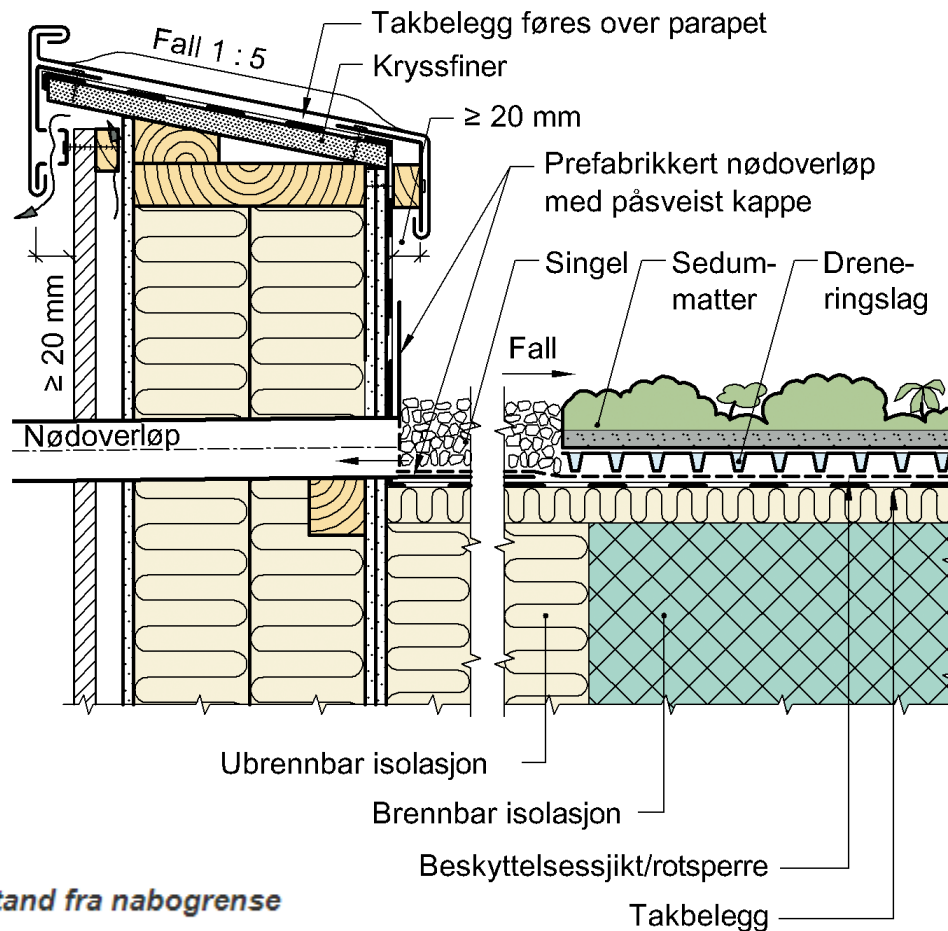 Takbelegg føres over parapet
Fall 1 : 5
Kryssfiner
≥ 20 mm
Prefabrikkert nødoverløp
med påsveist kappe
Singel
Sedum-
matter
Drene-
ringslag
≥ 20 mm
Fall
Nødoverløp
Ubrennbar isolasjon
Brennbar isolasjon
Beskyttelsessjikt/rotsperre
tand fra nabogrense
Takbelegg